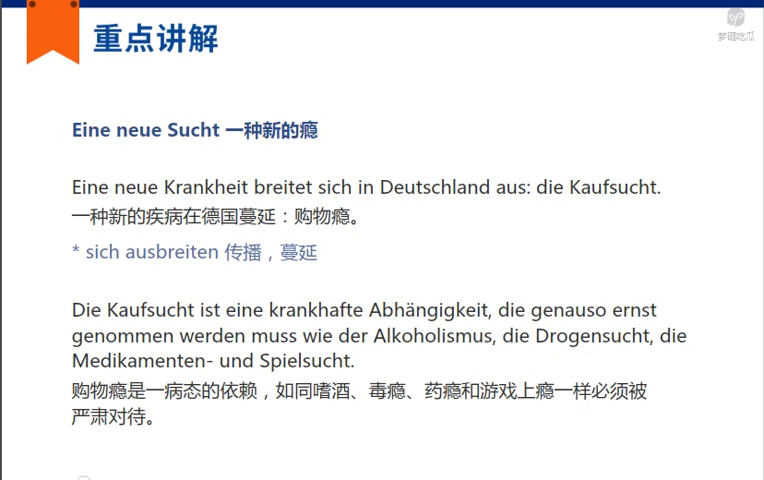 重点讲解
梦砸吃瓜
Eine neue Sucht 一种新的瘾
Eine neue Krankheit breitet sich in Deutschland aus: die Kaufsucht.
一种新的疾病在德国蔓延：购物瘾。
* sich ausbreiten 传播，蔓延
Die Kaufsucht ist eine krankhafte Abhängigkeit, die genauso ernst
genommen werden muss wie der Alkoholismus, die Drogensucht, die
Medikamenten- und Spielsucht.
购物瘾是一病态的依赖，如同嗜酒、毒瘾、药瘾和游戏上瘾一样必须被
严肃对待。